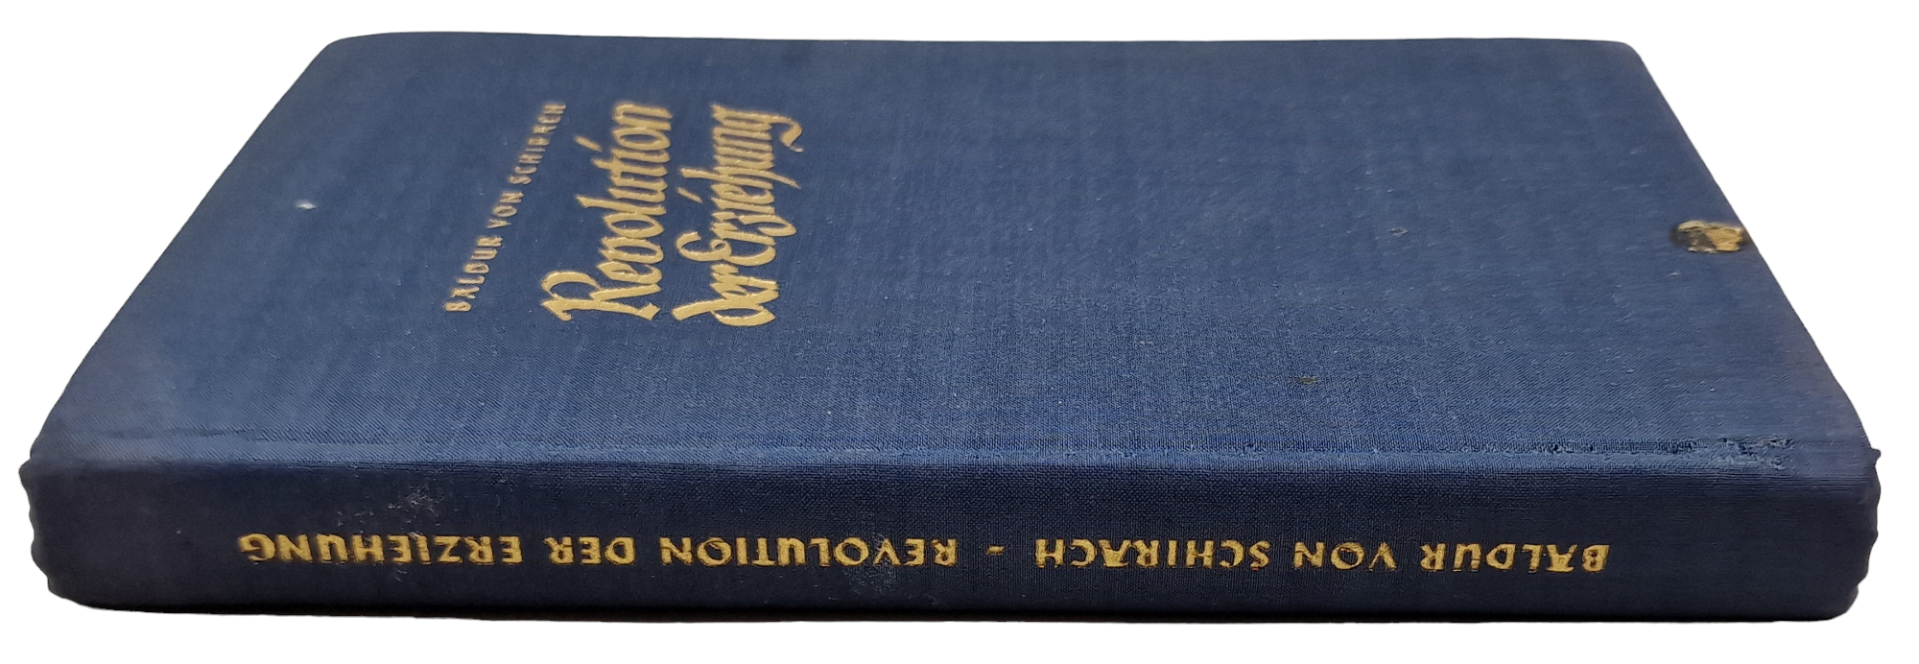 BALDUR VON SCHIRACH
Revolution
der Erziehung
BALDUR VON SCHIRACH - REVOLUTION DER ERZIEHUNG